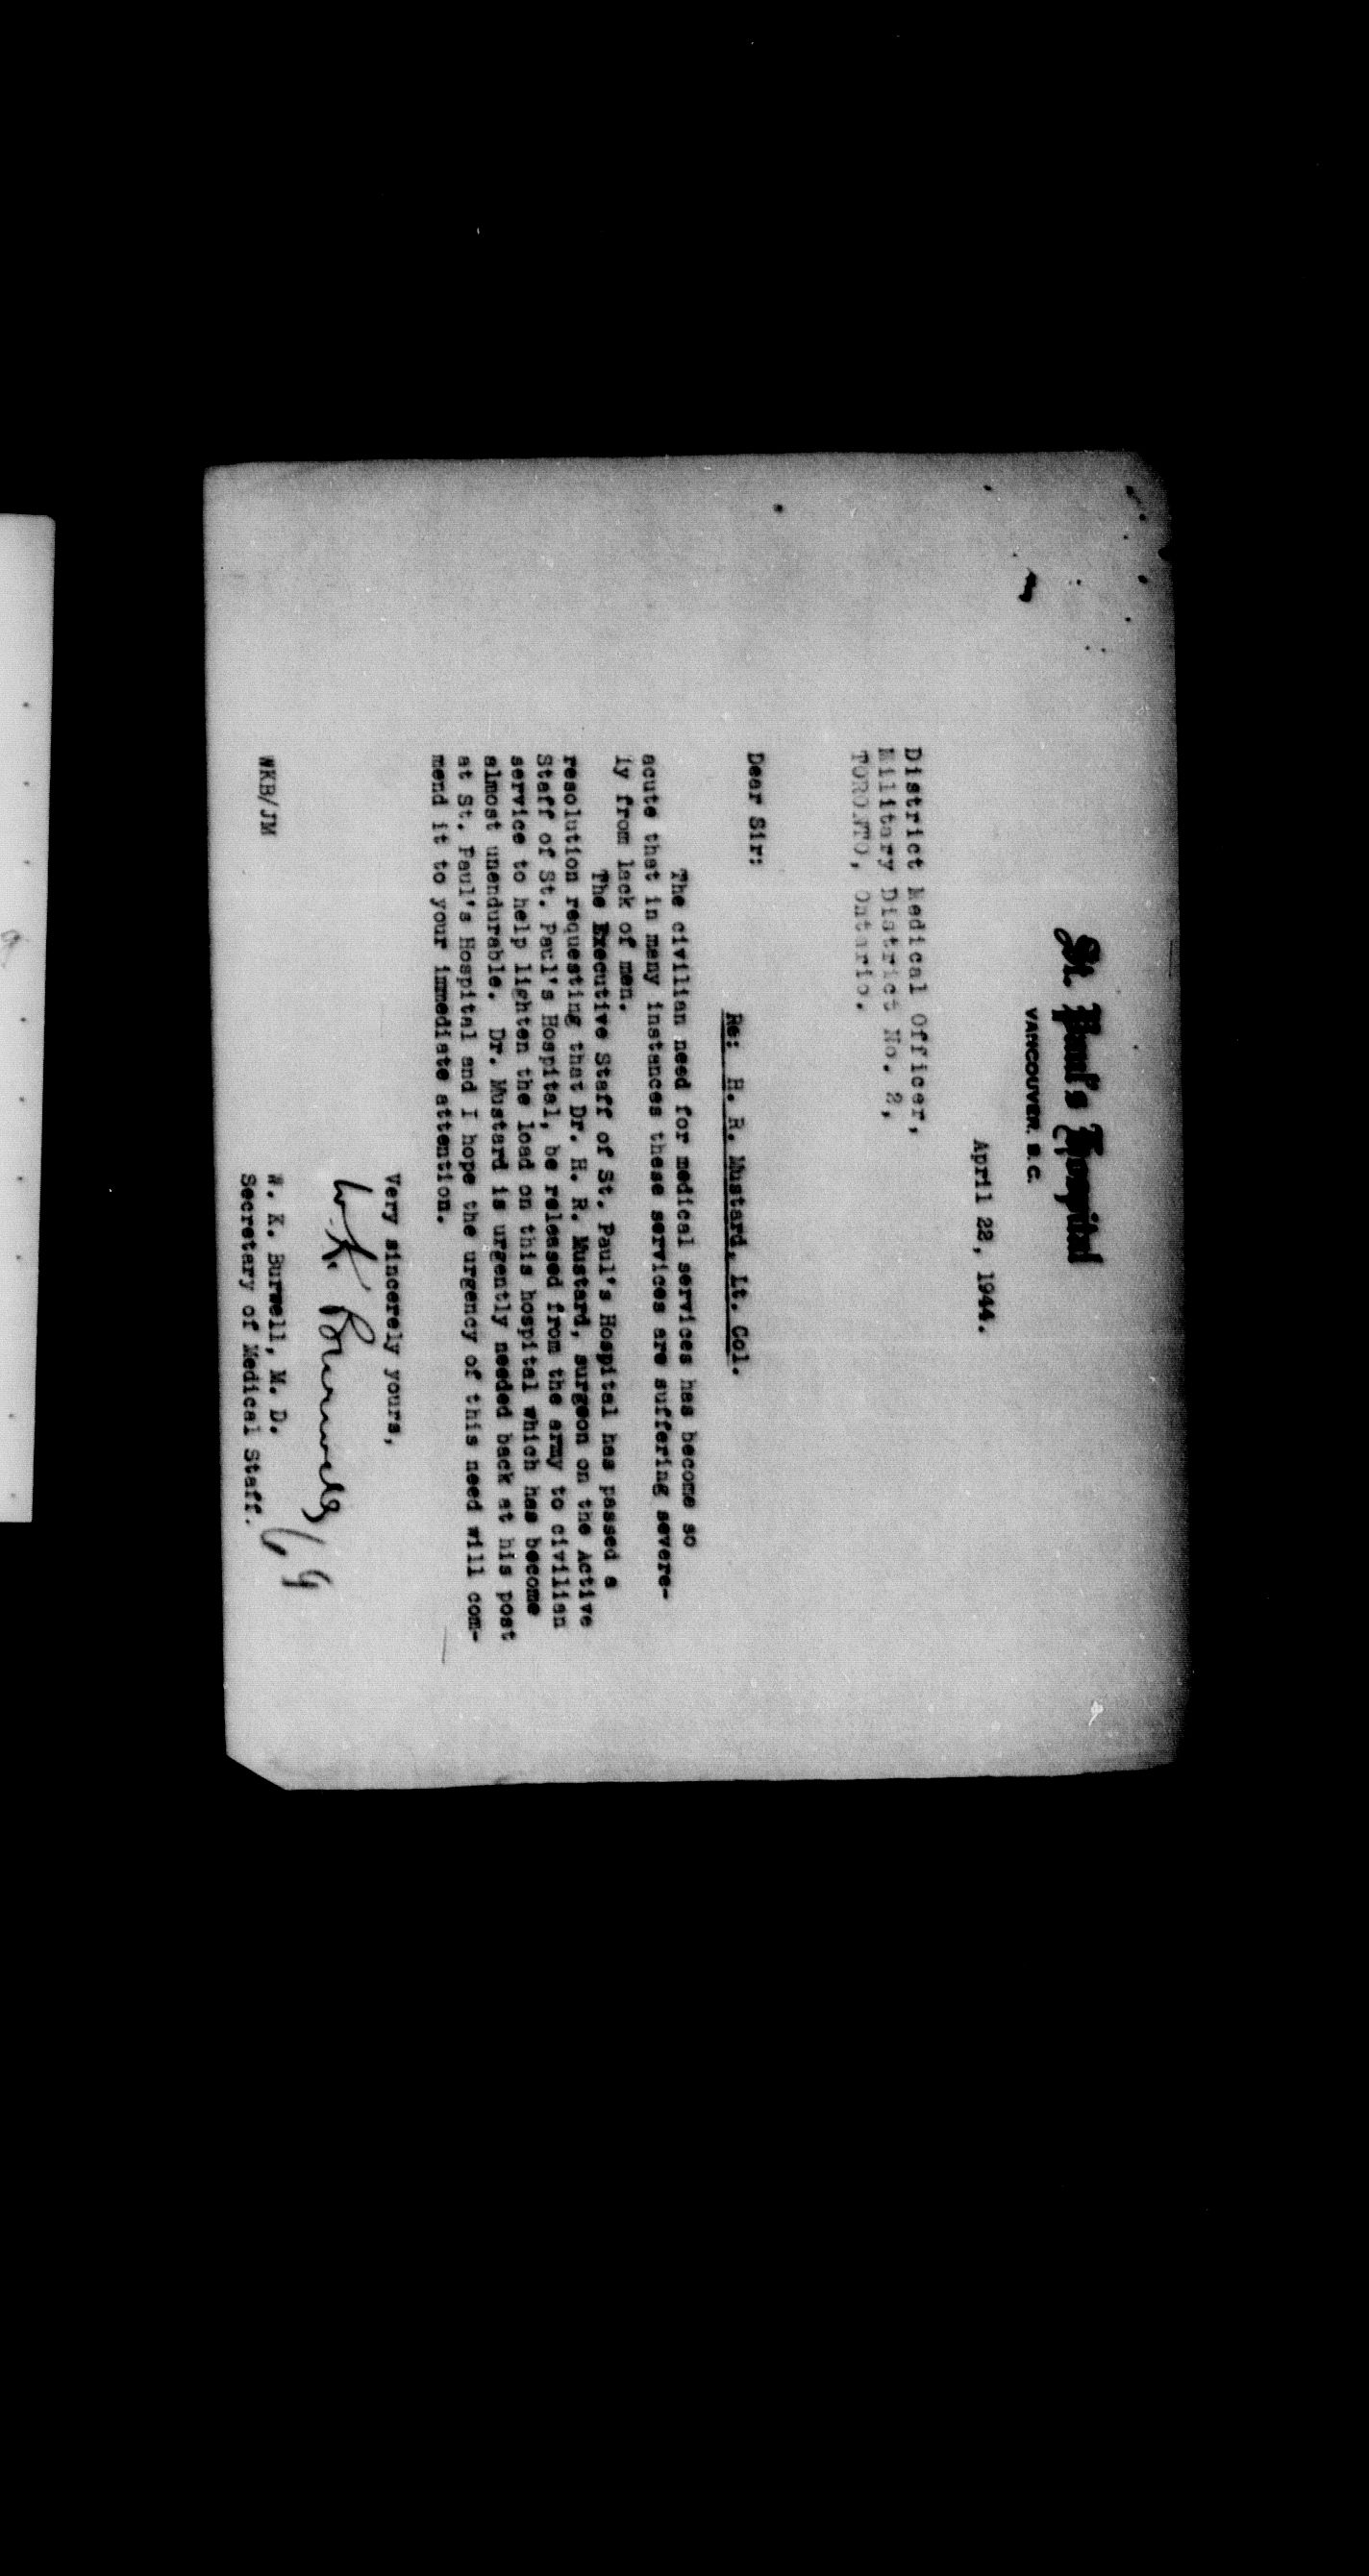 St. Paul's Hospital
VANCOUVER, B.C.
April 22, 1944.
District Medical Officer,
Military District No. 2,
TORONTO, Ontario.
Dear Sir:
Re: H. R. Mustard, Lt. Col.
The civilian need for medical services has become so
acute that in many instances these services are suffering severe-
ly from lack of men.
The Executive Staff of St. Paul's Hospital has passed a
resolution requesting that Dr. H. R. Mustard, surgeon on the Active
Staff of St. Paul's Hospital, be released from the army to civilian
service to help lighten the load on this hospital which has become
almost unendurable. Dr. Mustard is urgently needed back at his post
at St. Paul's Hospital and I hope the urgency of this need will com-
mend it to your immediate attention.
Very sincerely yours,
W. K. Burwell
W. K. Burwell, M. D.
WKB/JM
Secretary of Medical Staff.